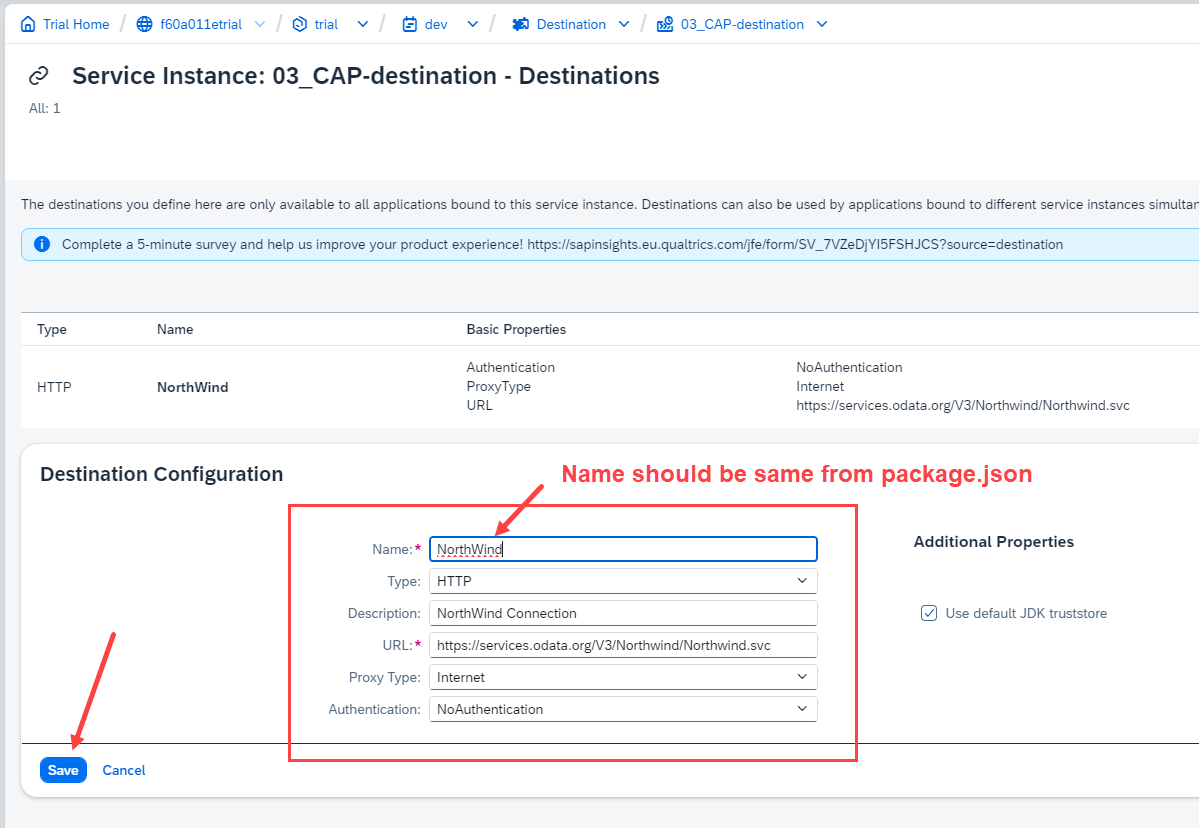 Trial Home / f60a011etrial / trial / dev / Destination / 03_CAP-destination
Service Instance: 03_CAP-destination - Destinations
All: 1
The destinations you define here are only available to all applications bound to this service instance. Destinations can also be used by applications bound to different service instances
Complete a 5-minute survey and help us improve your product experience! https://sapinsights.eu.qualtrics.com/jfe/form/SV_7VZeDjYI5FSHJCS?source=destination
Type Name Basic Properties
Authentication NoAuthentication
HTTP NorthWind ProxyType Internet
URL https://services.odata.org/V3/Northwind/Northwind.svc
Destination Configuration
Name should be same from package.json
Name:* NorthWind
Additional Properties
Type: HTTP
Description: NorthWind Connection
Use default JDK truststore
URL:* https://services.odata.org/V3/Northwind/Northwind.svc
Proxy Type: Internet
Authentication: NoAuthentication
Save Cancel